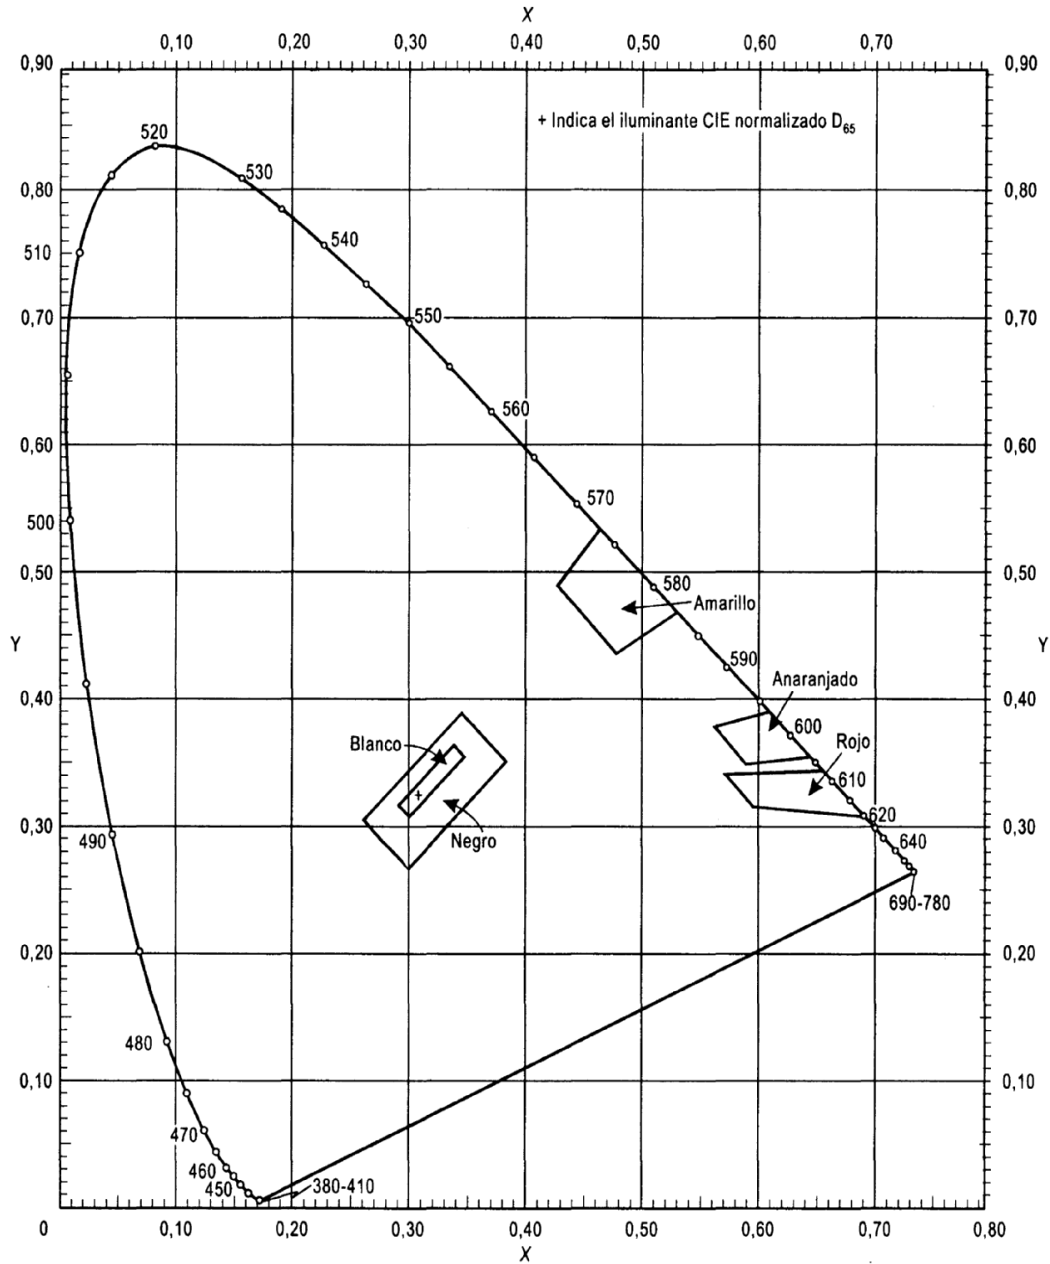 X
0,10 0,20 0,30 0,40 0,50 0,60 0,70
0,90 0,90
+ Indica el iluminante CIE normalizado D65
520
530
0,80 0,80
540
510
550
0,70 0,70
560
0,60 0,60
570
500
0,50 0,50
580
Amarillo
Y Y
590
Anaranjado
0,40 0,40
600
Blanco Rojo
610
620
0,30 0,30
490 Negro 640
690-780
0,20 0,20
480
0,10 0,10
470
460
450 380-410
0 0,10 0,20 0,30 0,40 0,50 0,60 0,70 0,80
X